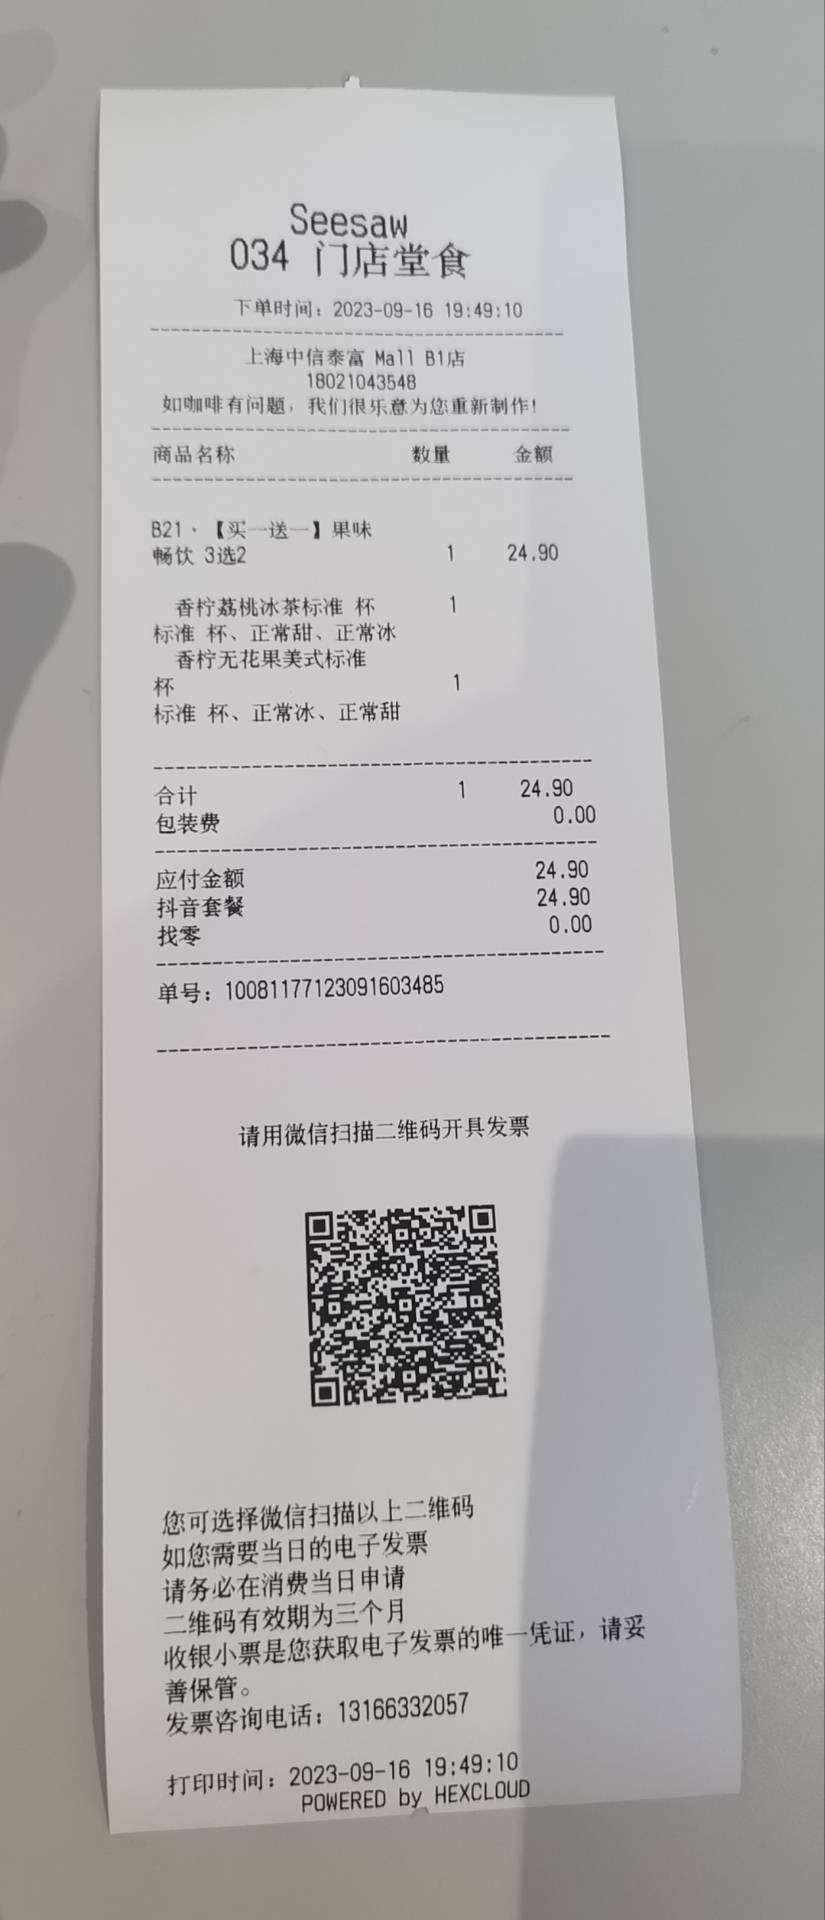 Seesaw
034 门店堂食
下单时间：2023-09-16 19:49:10
上海中信泰富 Mall B1店
18021043548
如咖啡有问题，我们很乐意为您重新制作！
商品名称 数量 金额
B21、【买一送一】果味
畅饮 3选2 1 24.90
香柠荔桃冰茶标准 杯 1
标准 杯、正常甜、正常冰
香柠无花果美式标准
杯 1
标准 杯、正常冰、正常甜
合计 1 24.90
包装费 0.00
应付金额 24.90
抖音套餐 24.90
找零 0.00
单号：10081177123091603485
请用微信扫描二维码开具发票
您可选择微信扫描以上二维码
如您需要当日的电子发票
请务必在消费当日申请
二维码有效期为三个月
收银小票是您获取电子发票的唯一凭证，请妥
善保管。
发票咨询电话：13166332057
打印时间：2023-09-16 19:49:10
POWERED by HEXCLOUD